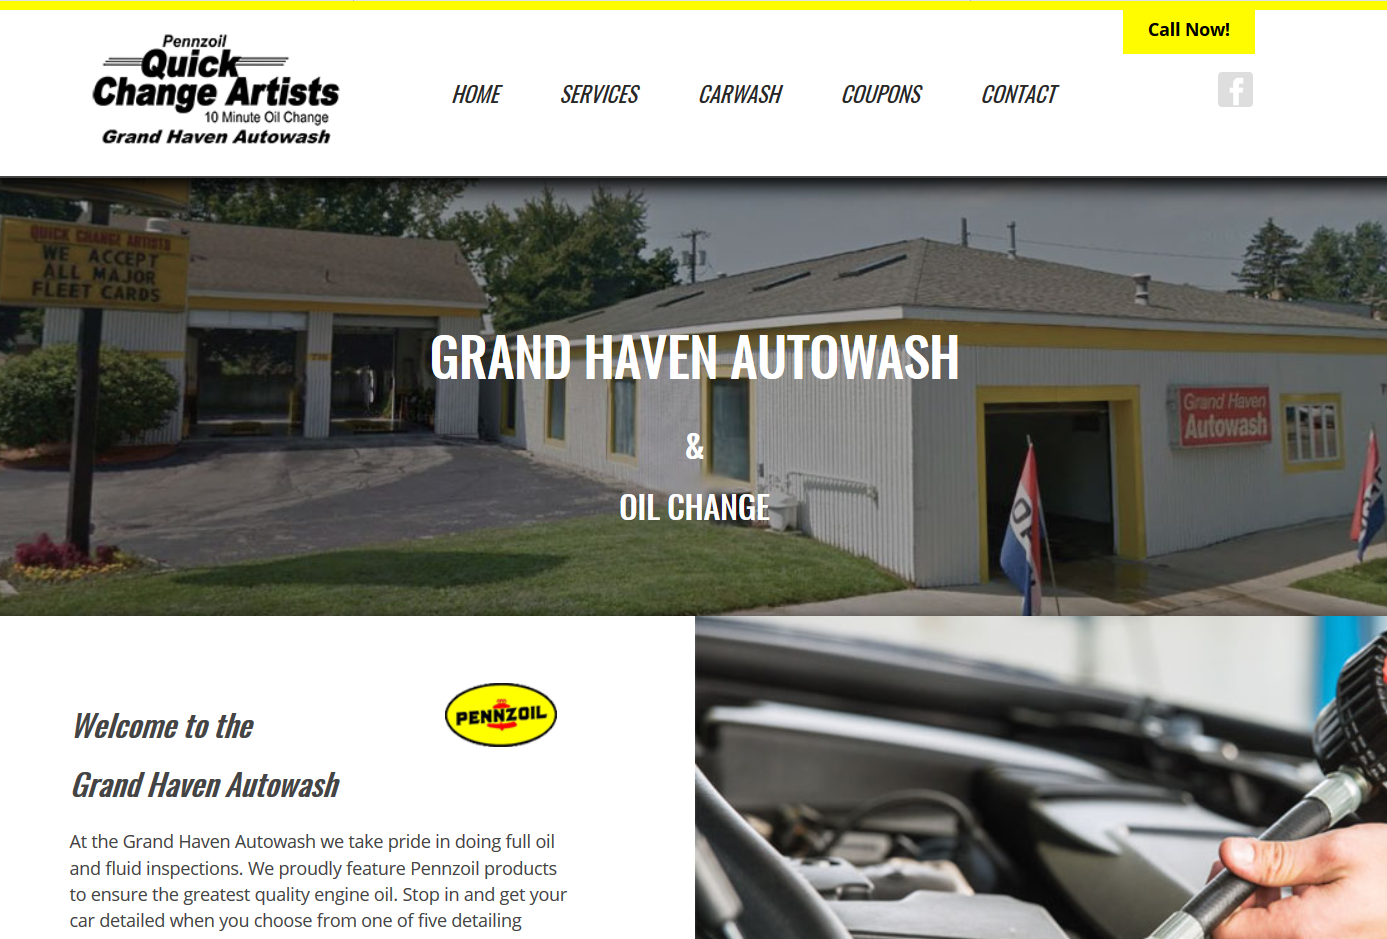 Call Now!
Pennzoil
Quick
Change Artists
10 Minute Oil Change
Grand Haven Autowash
HOME SERVICES CARWASH COUPONS CONTACT
QUICK CHANGE ARTISTS
WE ACCEPT
ALL MAJOR
FLEET CARDS
GRAND HAVEN AUTOWASH
&
OIL CHANGE
Grand Haven
Autowash
PENNZOIL
Welcome to the
Grand Haven Autowash
At the Grand Haven Autowash we take pride in doing full oil
and fluid inspections. We proudly feature Pennzoil products
to ensure the greatest quality engine oil. Stop in and get your
car detailed when you choose from one of five detailing